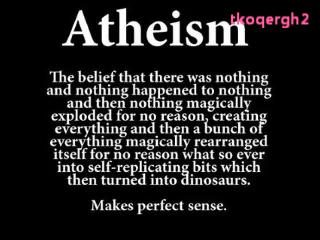 Atheism
tkoqergh2
The belief that there was nothing
and nothing happened to nothing
and then nothing magically
exploded for no reason, creating
everything and then a bunch of
everything magically rearranged
itself for no reason what so ever
into self-replicating bits which
then turned into dinosaurs.
Makes perfect sense.